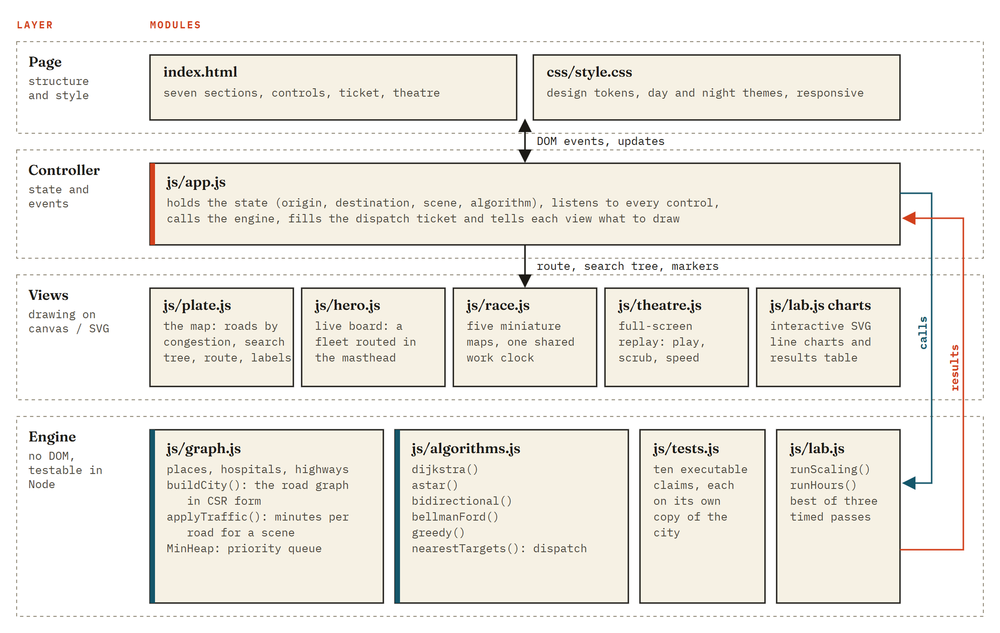 LAYER
MODULES
Page
structure
and style
index.html
seven sections, controls, ticket, theatre
css/style.css
design tokens, day and night themes, responsive
DOM events, updates
Controller
state and
events
js/app.js
holds the state (origin, destination, scene, algorithm), listens to every control,
calls the engine, fills the dispatch ticket and tells each view what to draw
route, search tree, markers
Views
drawing on
canvas / SVG
js/plate.js
the map: roads by
congestion, search
tree, route, labels
js/hero.js
live board: a
fleet routed in
the masthead
js/race.js
five miniature
maps, one shared
work clock
js/theatre.js
full-screen
replay: play,
scrub, speed
js/lab.js charts
interactive SVG
line charts and
results table
calls
results
Engine
no DOM,
testable in
Node
js/graph.js
places, hospitals, highways
buildCity(): the road graph
in CSR form
applyTraffic(): minutes per
road for a scene
MinHeap: priority queue
js/algorithms.js
dijkstra()
astar()
bidirectional()
bellmanFord()
greedy()
nearestTargets(): dispatch
js/tests.js
ten executable
claims, each
on its own
copy of the
city
js/lab.js
runScaling()
runHours()
best of three
timed passes